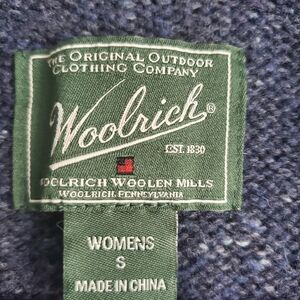 THE ORIGINAL OUTDOOR
CLOTHING COMPANY
Woolrich®
EST. 1830
WOOLRICH WOOLEN MILLS
WOOLRICH, PENNSYLVANIA
WOMENS
S
MADE IN CHINA